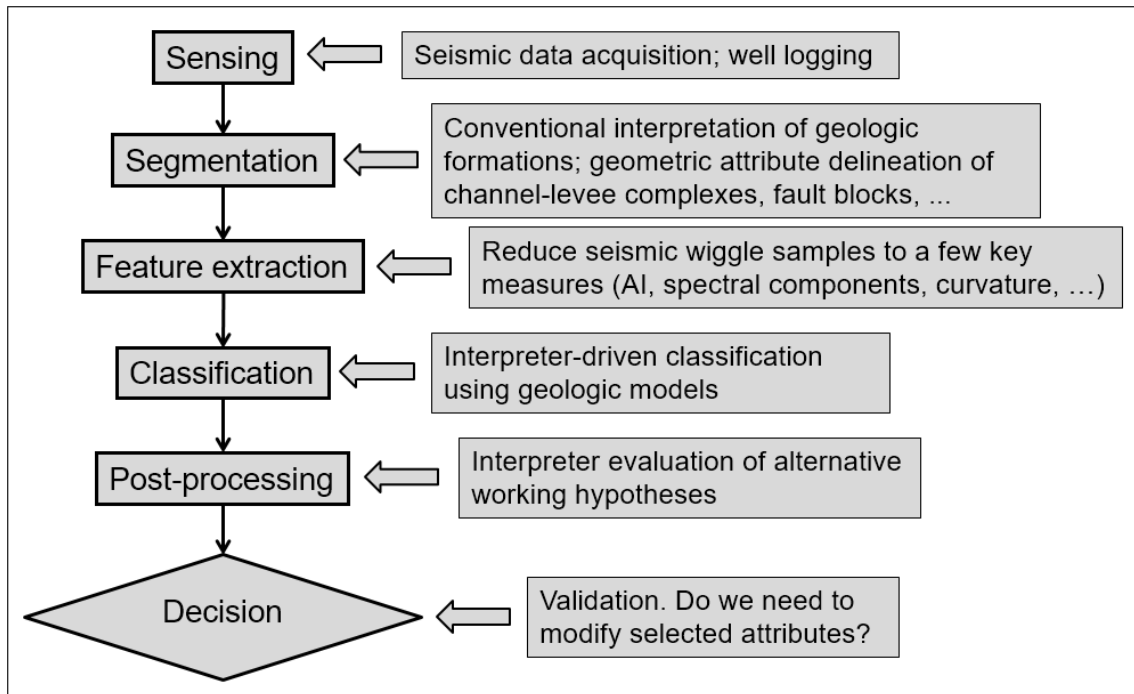 Sensing
Seismic data acquisition; well logging
Segmentation
Conventional interpretation of geologic
formations; geometric attribute delineation of
channel-levee complexes, fault blocks, ...
Feature extraction
Reduce seismic wiggle samples to a few key
measures (AI, spectral components, curvature, …)
Classification
Interpreter-driven classification
using geologic models
Post-processing
Interpreter evaluation of alternative
working hypotheses
Decision
Validation. Do we need to
modify selected attributes?